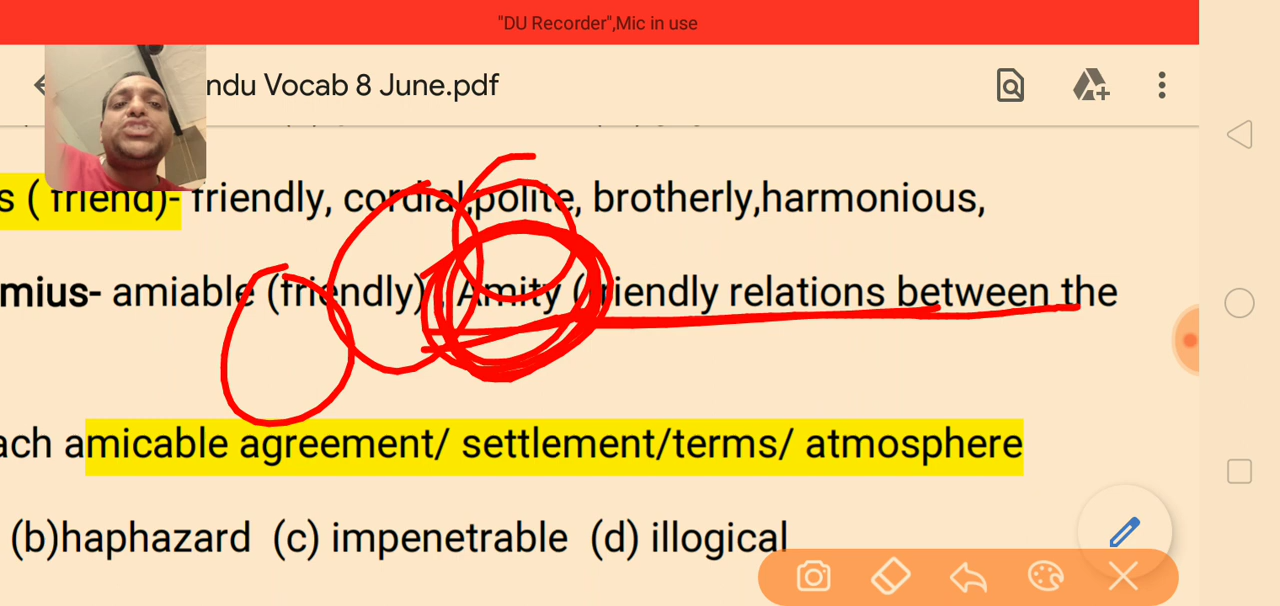 "DU Recorder",Mic in use
ndu Vocab 8 June.pdf
s ( friend)- friendly, cordial,polite, brotherly,harmonious,
mius- amiable (friendly), Amity (friendly relations between the
ach amicable agreement/ settlement/terms/ atmosphere
(b)haphazard (c) impenetrable (d) illogical